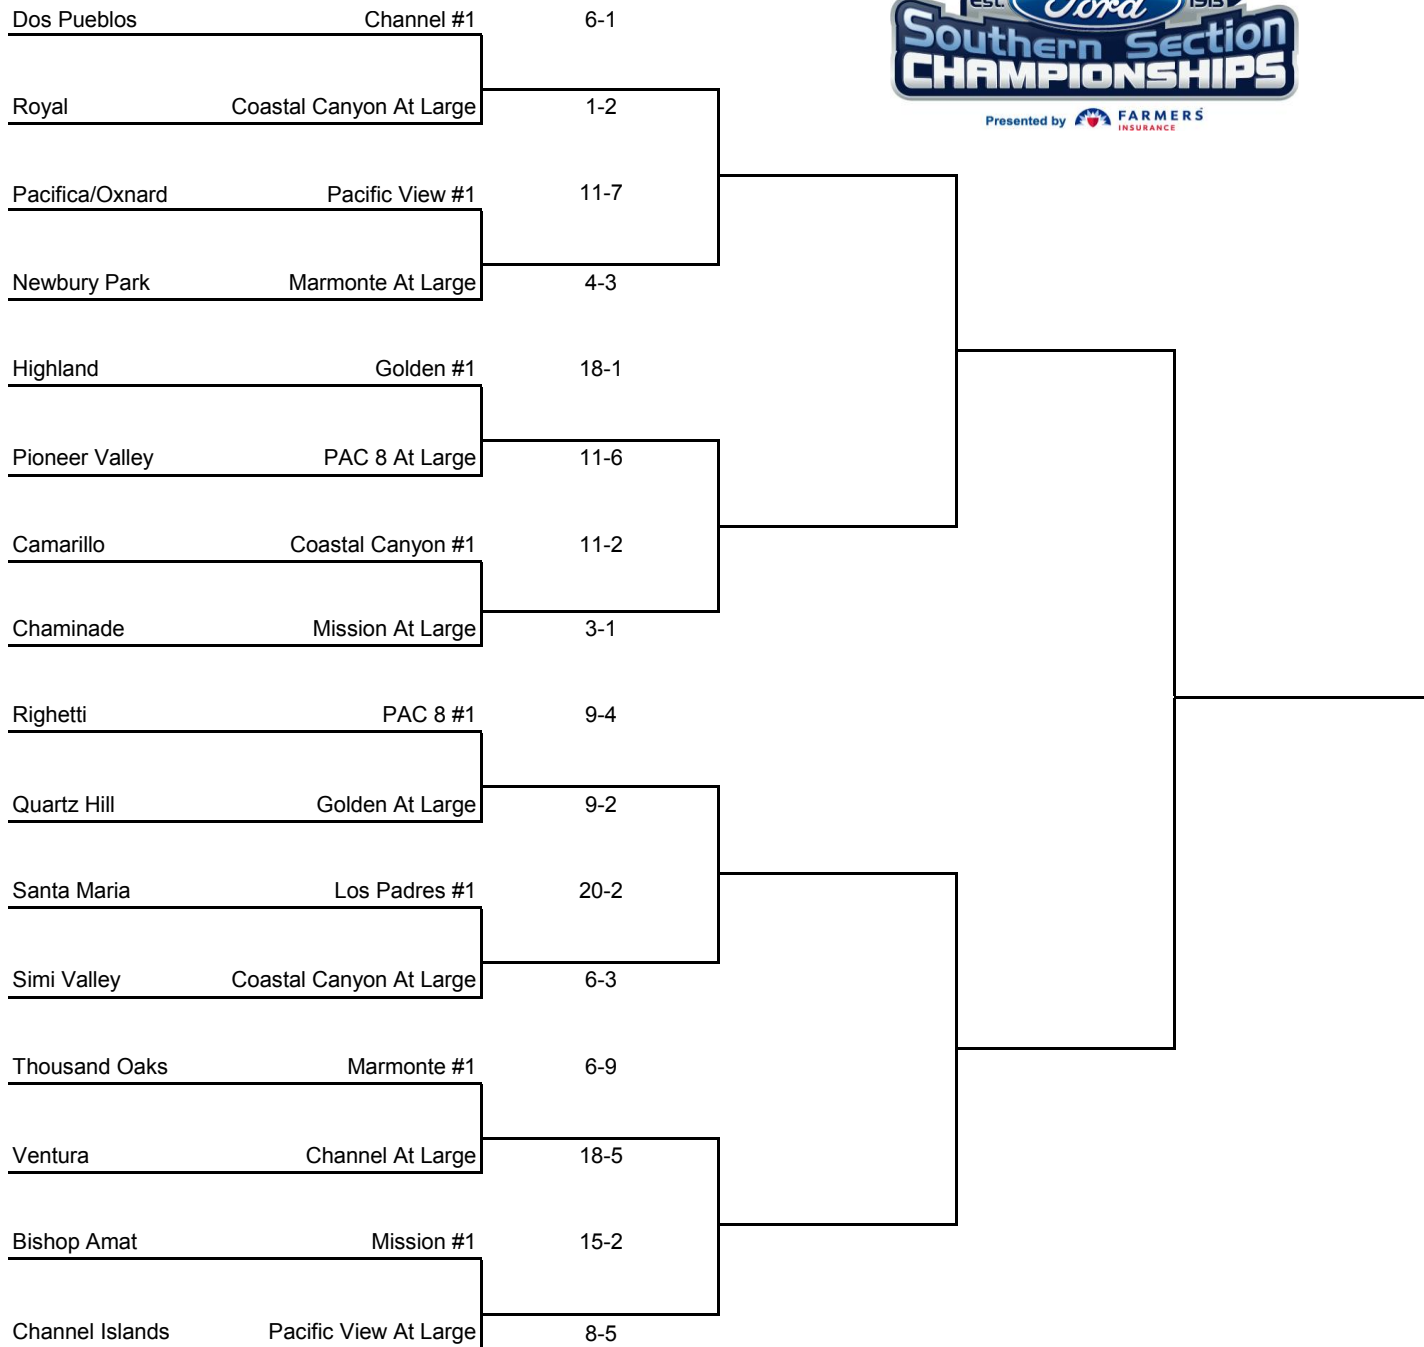 EST. Ford 1913
Southern Section
CHAMPIONSHIPS
Presented by FARMERS
INSURANCE
Dos Pueblos Channel #1 6-1
Royal Coastal Canyon At Large 1-2
Pacifica/Oxnard Pacific View #1 11-7
Newbury Park Marmonte At Large 4-3
Highland Golden #1 18-1
Pioneer Valley PAC 8 At Large 11-6
Camarillo Coastal Canyon #1 11-2
Chaminade Mission At Large 3-1
Righetti PAC 8 #1 9-4
Quartz Hill Golden At Large 9-2
Santa Maria Los Padres #1 20-2
Simi Valley Coastal Canyon At Large 6-3
Thousand Oaks Marmonte #1 6-9
Ventura Channel At Large 18-5
Bishop Amat Mission #1 15-2
Channel Islands Pacific View At Large 8-5